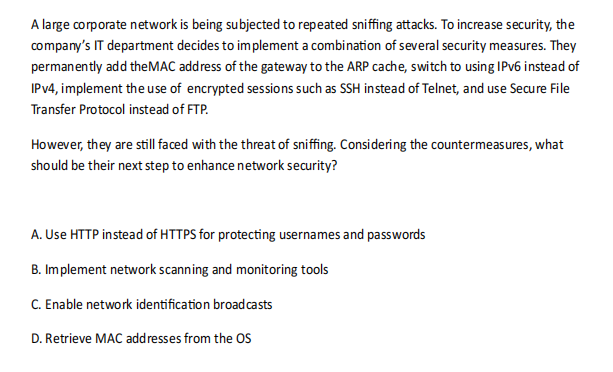 A large corporate network is being subjected to repeated sniffing attacks. To increase security, the
company's IT department decides to implement a combination of several security measures. They
permanently add theMAC address of the gateway to the ARP cache, switch to using IPv6 instead of
IPv4, implement the use of encrypted sessions such as SSH instead of Telnet, and use Secure File
Transfer Protocol instead of FTP.
However, they are still faced with the threat of sniffing. Considering the countermeasures, what
should be their next step to enhance network security?
A. Use HTTP instead of HTTPS for protecting usernames and passwords
B. Implement network scanning and monitoring tools
C. Enable network identification broadcasts
D. Retrieve MAC addresses from the OS